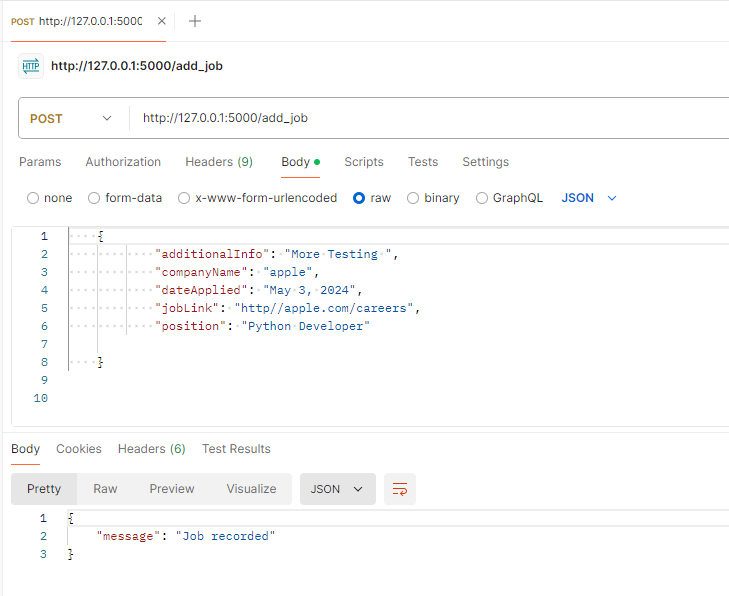 POST http://127.0.0.1:500
HTTP http://127.0.0.1:5000/add_job
POST http://127.0.0.1:5000/add_job
Params Authorization Headers (9) Body Scripts Tests Settings
none form-data x-www-form-urlencoded raw binary GraphQL JSON
1 {
2 "additionalInfo": "More Testing ",
3 "companyName": "apple",
4 "dateApplied": "May 3, 2024",
5 "jobLink": "http//apple.com/careers",
6 "position": "Python Developer"
7
8 }
9
10
Body Cookies Headers (6) Test Results
Pretty Raw Preview Visualize JSON
1 {
2 "message": "Job recorded"
3 }